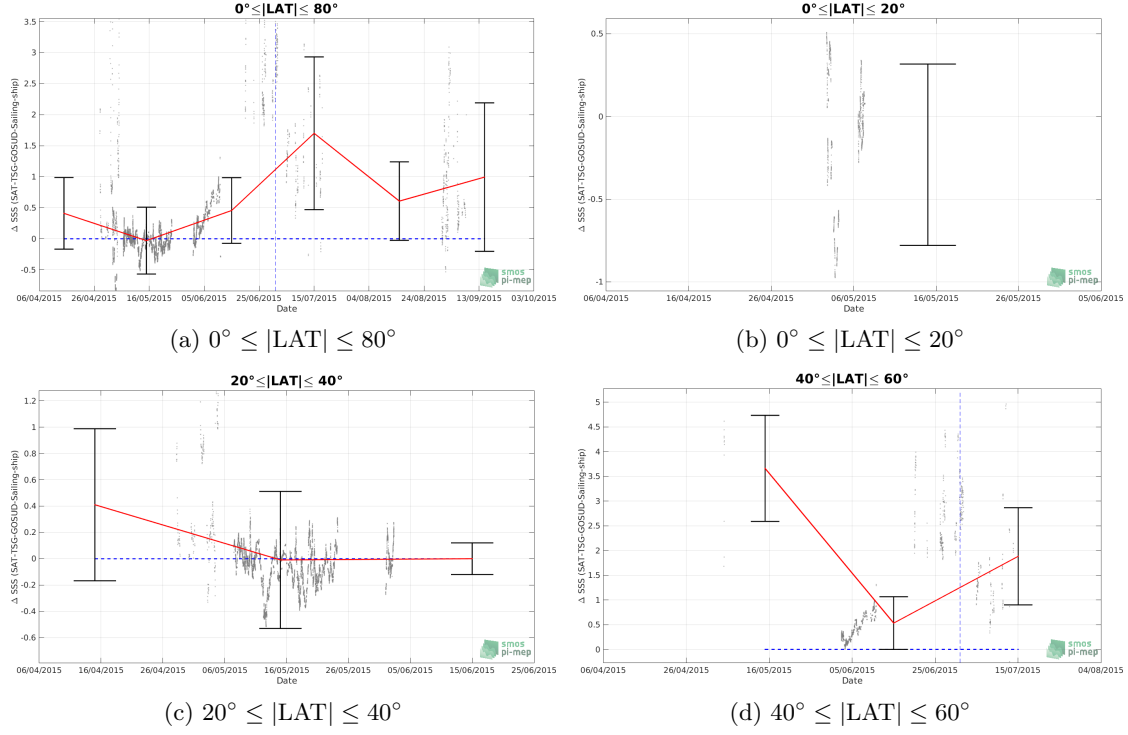 0°≤|LAT|≤ 80°
Δ SSS (SAT-TSG-GOSUD-Sailing-ship)
3.5
3
2.5
2
1.5
1
0.5
0
-0.5
06/04/2015 26/04/2015 16/05/2015 05/06/2015 25/06/2015 15/07/2015 04/08/2015 24/08/2015 13/09/2015 03/10/2015
Date
smos
pi-mep
(a) 0° ≤ |LAT| ≤ 80°
0°≤|LAT|≤ 20°
Δ SSS (SAT-TSG-GOSUD-Sailing-ship)
0.5
0
-0.5
-1
06/04/2015 16/04/2015 26/04/2015 06/05/2015 16/05/2015 26/05/2015 05/06/2015
Date
smos
pi-mep
(b) 0° ≤ |LAT| ≤ 20°
20°≤|LAT|≤ 40°
Δ SSS (SAT-TSG-GOSUD-Sailing-ship)
1.2
1
0.8
0.6
0.4
0.2
0
-0.2
-0.4
-0.6
06/04/2015 16/04/2015 26/04/2015 06/05/2015 16/05/2015 26/05/2015 05/06/2015 15/06/2015 25/06/2015
Date
smos
pi-mep
(c) 20° ≤ |LAT| ≤ 40°
40°≤|LAT|≤ 60°
Δ SSS (SAT-TSG-GOSUD-Sailing-ship)
5
4.5
4
3.5
3
2.5
2
1.5
1
0.5
0
06/04/2015 26/04/2015 16/05/2015 05/06/2015 25/06/2015 15/07/2015 04/08/2015
Date
smos
pi-mep
(d) 40° ≤ |LAT| ≤ 60°